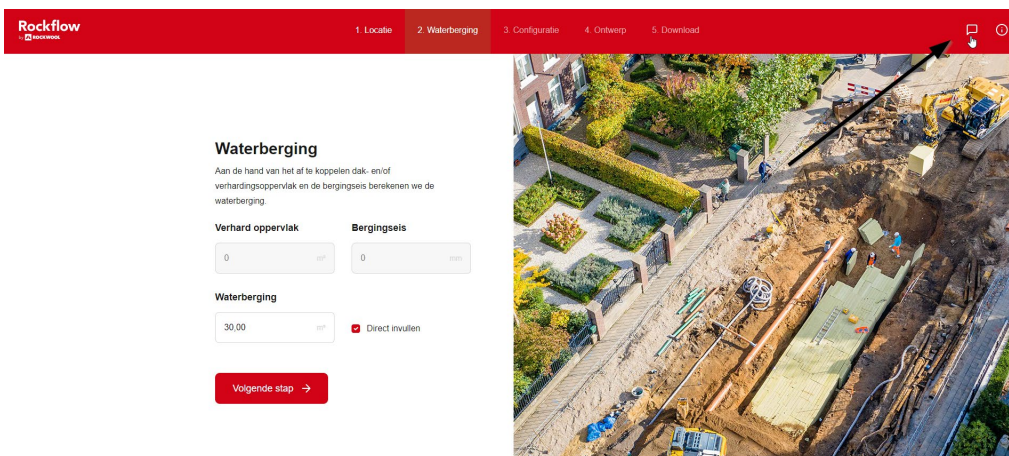 Rockflow
by ROCKWOOL
1. Locatie
2. Waterberging
3. Configuratie
4. Ontwerp
5. Download
Waterberging
Aan de hand van het af te koppelen dak- en/of
verhardingsoppervlak en de bergingseis berekenen we de
waterberging.
Verhard oppervlak
Bergingseis
0 m²
0 mm
Waterberging
30,00 m³
Direct invullen
Volgende stap →